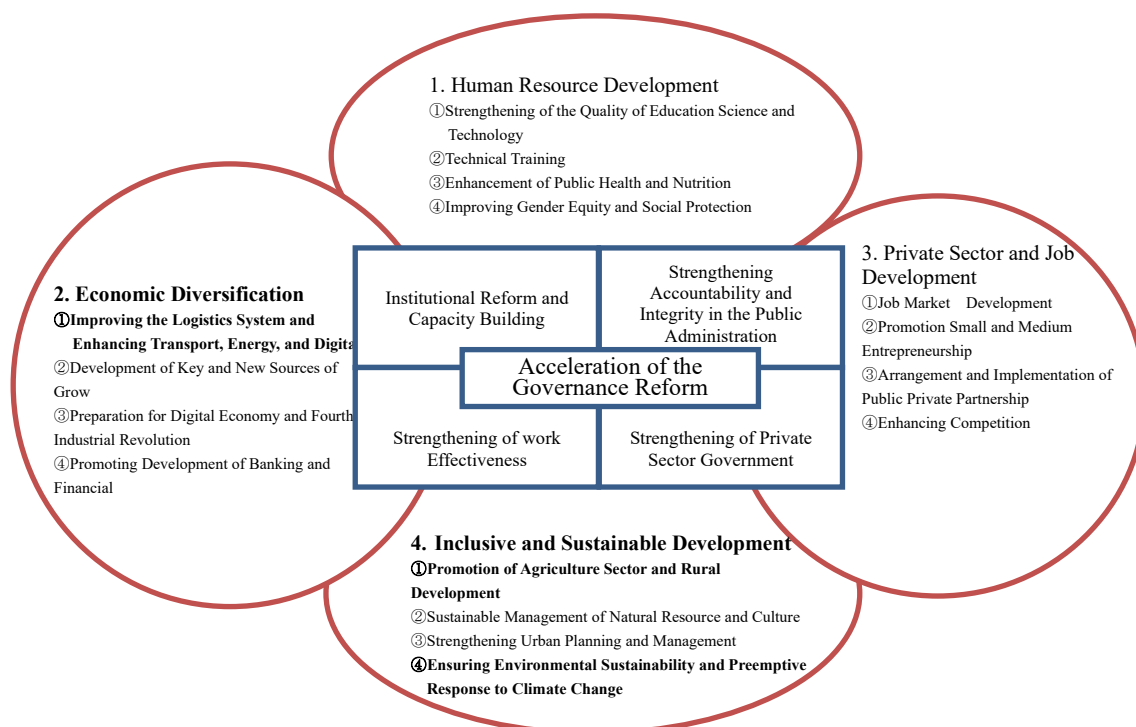 1. Human Resource Development
①Strengthening of the Quality of Education Science and
Technology
②Technical Training
③Enhancement of Public Health and Nutrition
④Improving Gender Equity and Social Protection
2. Economic Diversification
①Improving the Logistics System and
Enhancing Transport, Energy, and Digita
②Development of Key and New Sources of
Grow
③Preparation for Digital Economy and Fourth
Industrial Revolution
④Promoting Development of Banking and
Financial
Institutional Reform and
Capacity Building
Strengthening
Accountability and
Integrity in the Public
Administration
Acceleration of the
Governance Reform
Strengthening of work
Effectiveness
Strengthening of Private
Sector Government
3. Private Sector and Job
Development
①Job Market Development
②Promotion Small and Medium
Entrepreneurship
③Arrangement and Implementation of
Public Private Partnership
④Enhancing Competition
4. Inclusive and Sustainable Development
①Promotion of Agriculture Sector and Rural
Development
②Sustainable Management of Natural Resource and Culture
③Strengthening Urban Planning and Management
④Ensuring Environmental Sustainability and Preemptive
Response to Climate Change